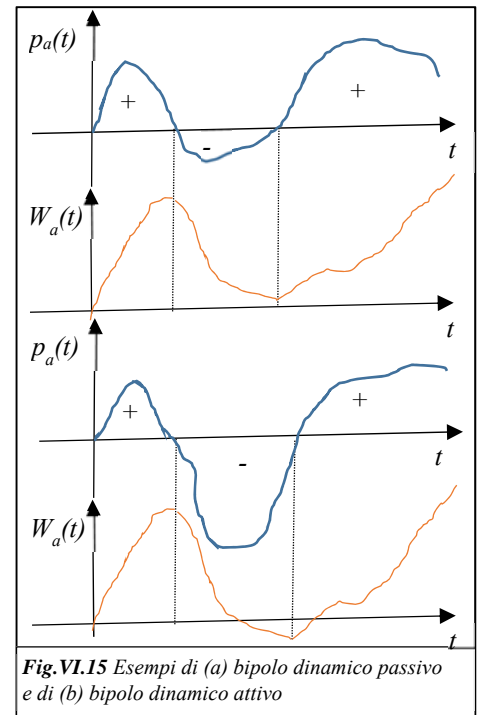 pa(t)
+
+
-
t
Wa(t)
t
pa(t)
+
+
-
t
Wa(t)
t
Fig.VI.15 Esempi di (a) bipolo dinamico passivo
e di (b) bipolo dinamico attivo